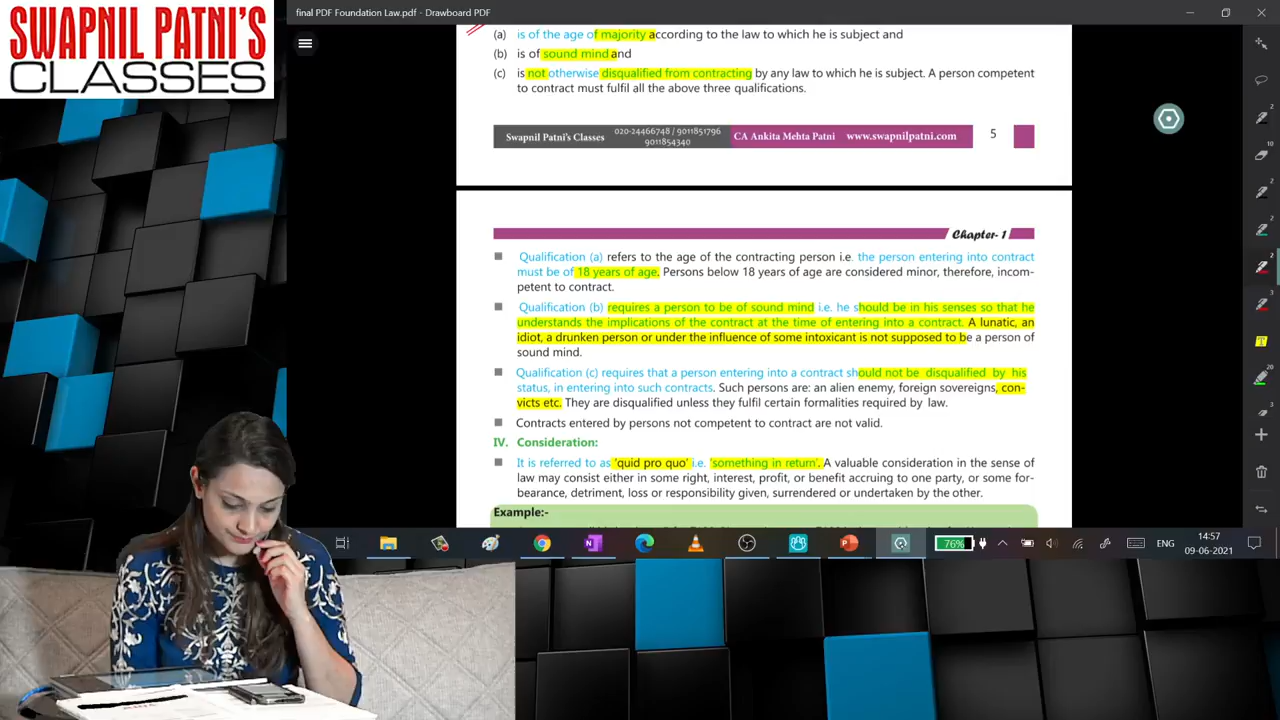 SWAPNIL PATNI'S
CLASSES
final PDF Foundation Law.pdf - Drawboard PDF
(a) is of the age of majority according to the law to which he is subject and
(b) is of sound mind and
(c) is not otherwise disqualified from contracting by any law to which he is subject. A person competent
to contract must fulfil all the above three qualifications.
Swapnil Patni's Classes 020-24466748 / 9011851796
9011854340 CA Ankita Mehta Patni www.swapnilpatni.com 5
Chapter- 1
■ Qualification (a) refers to the age of the contracting person i.e. the person entering into contract
must be of 18 years of age. Persons below 18 years of age are considered minor, therefore, incom-
petent to contract.
■ Qualification (b) requires a person to be of sound mind i.e. he should be in his senses so that he
understands the implications of the contract at the time of entering into a contract. A lunatic, an
idiot, a drunken person or under the influence of some intoxicant is not supposed to be a person of
sound mind.
■ Qualification (c) requires that a person entering into a contract should not be disqualified by his
status, in entering into such contracts. Such persons are: an alien enemy, foreign sovereigns, con-
victs etc. They are disqualified unless they fulfil certain formalities required by law.
■ Contracts entered by persons not competent to contract are not valid.
IV. Consideration:
■ It is referred to as 'quid pro quo' i.e. 'something in return'. A valuable consideration in the sense of
law may consist either in some right, interest, profit, or benefit accruing to one party, or some for-
bearance, detriment, loss or responsibility given, surrendered or undertaken by the other.
Example:-
76% ENG 14:57
09-06-2021